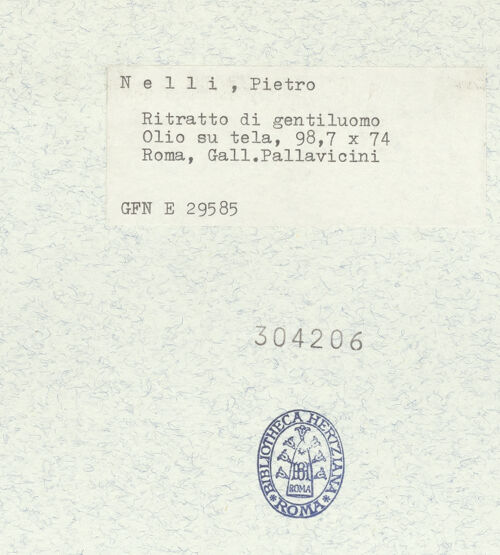 Nelli, Pietro
Ritratto di gentiluomo
Olio su tela, 98,7 x 74
Roma, Gall.Pallavicini
GFN E 29585
304206
BIBLIOTHECA HERTZIANA
ROMA
ROMA